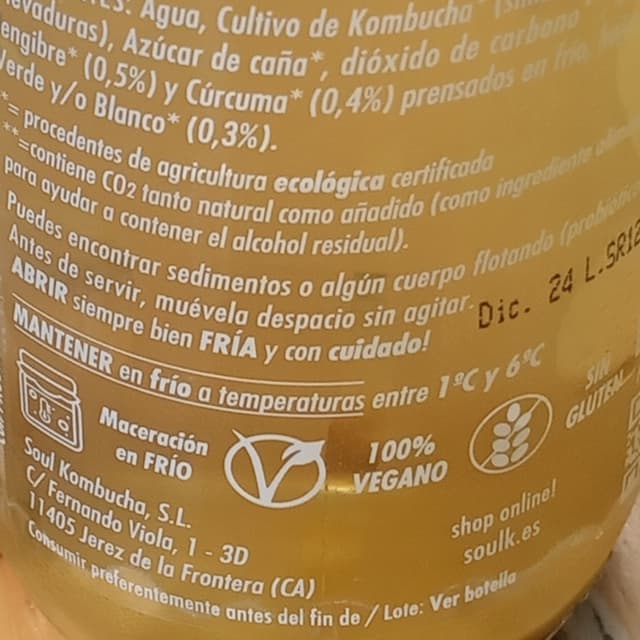 Agua, Cultivo de Kombucha*
levaduras), Azúcar de caña*, dióxido de carbono
engibre* (0,5%) y Cúrcuma* (0,4%) prensados en frío,
Verde y/o Blanco* (0,3%).
*= procedentes de agricultura ecológica certificada
**=contiene CO2 tanto natural como añadido (como ingrediente
para ayudar a contener el alcohol residual).
Puedes encontrar sedimentos o algún cuerpo flotando
Antes de servir, muévela despacio sin agitar.
Dic. 24 L.SR12
ABRIR siempre bien FRÍA y con cuidado!
MANTENER en frío a temperaturas entre 1ºC y 6ºC
Maceración
en FRÍO
100%
VEGANO
SIN
GLUTEN
Soul Kombucha, S.L.
C/ Fernando Viola, 1 - 3D
11405 Jerez de la Frontera (CA)
shop online!
soulk.es
Consumir preferentemente antes del fin de / Lote: Ver botella